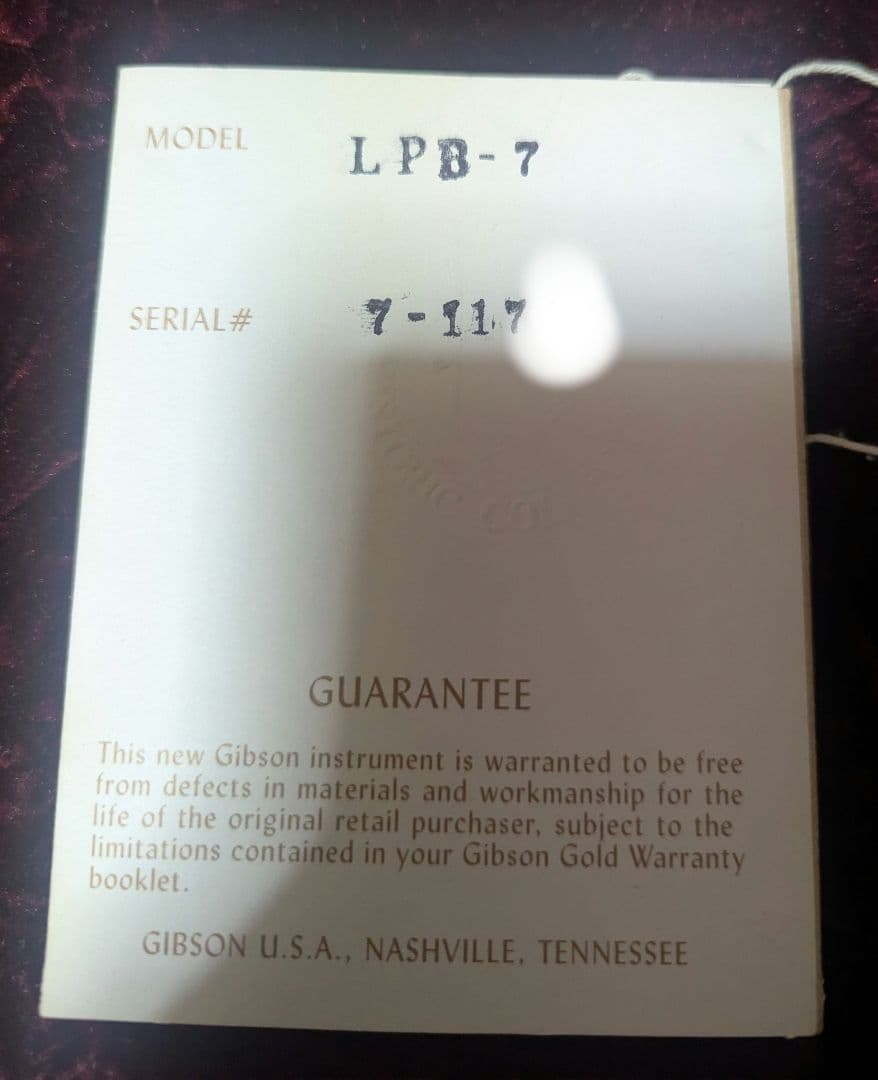 MODEL LPB-7
SERIAL# 7-117
GUARANTEE
This new Gibson instrument is warranted to be free
from defects in materials and workmanship for the
life of the original retail purchaser, subject to the
limitations contained in your Gibson Gold Warranty
booklet.
GIBSON U.S.A., NASHVILLE, TENNESSEE